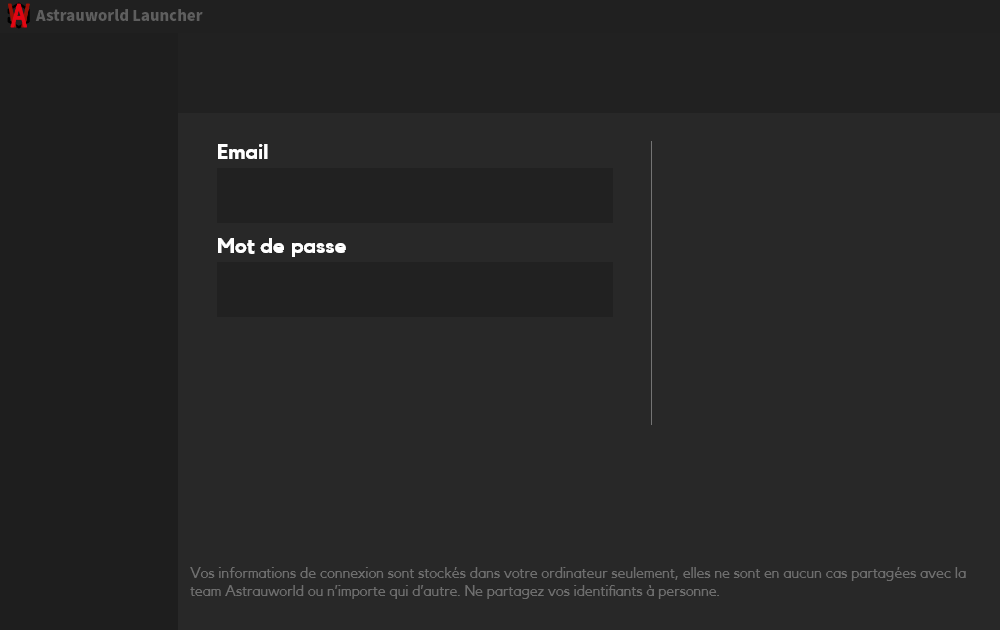 Astrauworld Launcher
Email
Mot de passe
Vos informations de connexion sont stockés dans votre ordinateur seulement, elles ne sont en aucun cas partagées avec la
team Astrauworld ou n'importe qui d'autre. Ne partagez vos identifiants à personne.